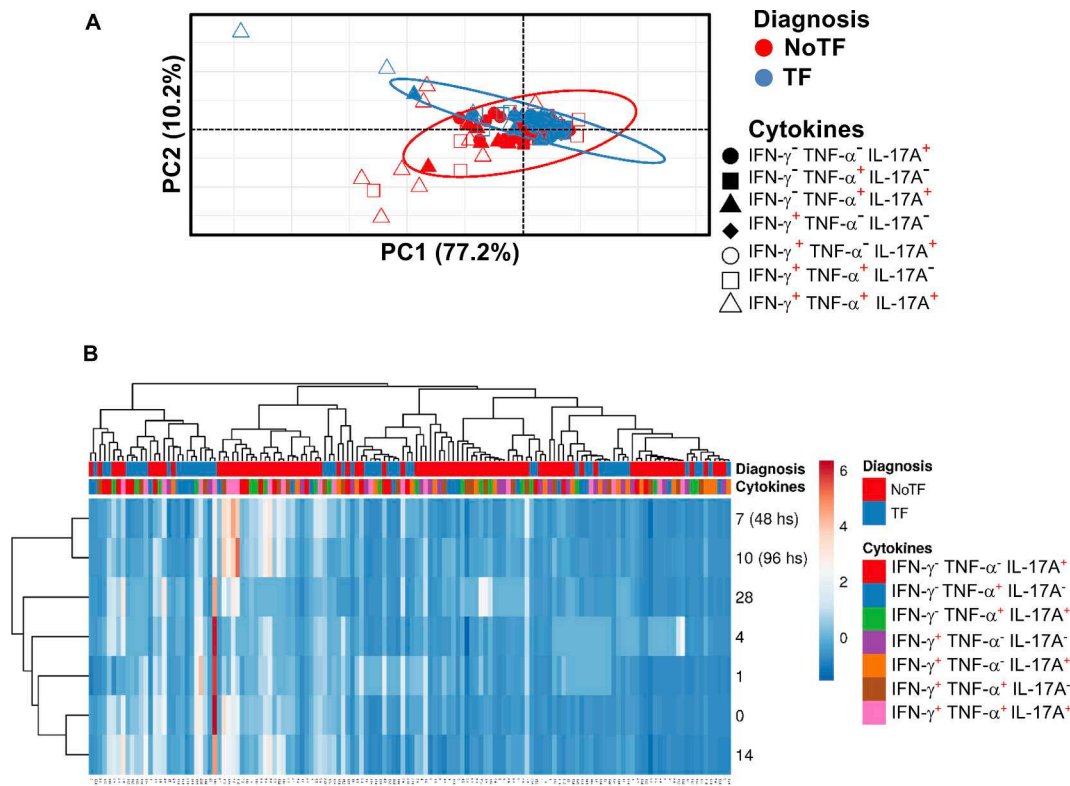 A
Diagnosis
NoTF
TF
PC2 (10.2%)
PC1 (77.2%)
Cytokines
IFN-γ⁻ TNF-α⁻ IL-17A⁺
IFN-γ⁻ TNF-α⁺ IL-17A⁻
IFN-γ⁻ TNF-α⁺ IL-17A⁺
IFN-γ⁺ TNF-α⁻ IL-17A⁻
IFN-γ⁺ TNF-α⁻ IL-17A⁺
IFN-γ⁺ TNF-α⁺ IL-17A⁻
IFN-γ⁺ TNF-α⁺ IL-17A⁺
B
Diagnosis
Cytokines
7 (48 hs)
10 (96 hs)
28
4
1
0
14
6
4
2
0
Diagnosis
NoTF
TF
Cytokines
IFN-γ⁻ TNF-α⁻ IL-17A⁺
IFN-γ⁻ TNF-α⁺ IL-17A⁻
IFN-γ⁻ TNF-α⁺ IL-17A⁺
IFN-γ⁺ TNF-α⁻ IL-17A⁻
IFN-γ⁺ TNF-α⁻ IL-17A⁺
IFN-γ⁺ TNF-α⁺ IL-17A⁻
IFN-γ⁺ TNF-α⁺ IL-17A⁺